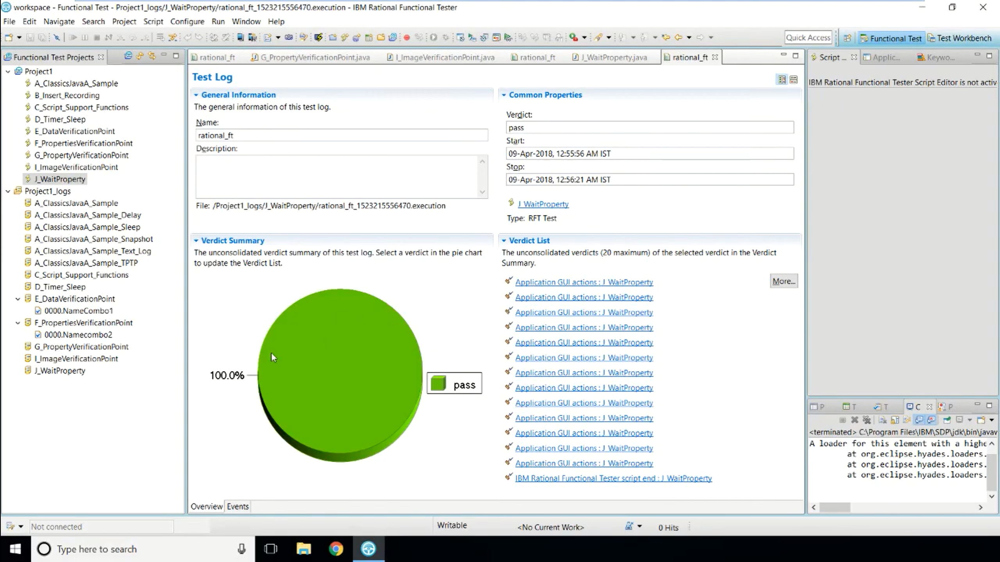 workspace - Functional Test - Project1_logs/J_WaitProperty/rational_ft_1523215556470.execution - IBM Rational Functional Tester
File Edit Navigate Search Project Script Configure Run Window Help
Quick Access
Functional Test
Test Workbench
Functional Test Projects
Project1
A_ClassicsJavaA_Sample
B_Insert_Recording
C_Script_Support_Functions
D_Timer_Sleep
E_DataVerificationPoint
F_PropertiesVerificationPoint
G_PropertyVerificationPoint
I_ImageVerificationPoint
J_WaitProperty
Project1_logs
A_ClassicsJavaA_Sample
A_ClassicsJavaA_Sample_Delay
A_ClassicsJavaA_Sample_Sleep
A_ClassicsJavaA_Sample_Snapshot
A_ClassicsJavaA_Sample_Text_Log
A_ClassicsJavaA_Sample_TPTP
C_Script_Support_Functions
D_Timer_Sleep
E_DataVerificationPoint
0000.NameCombo1
F_PropertiesVerificationPoint
0000.Namecombo2
G_PropertyVerificationPoint
I_ImageVerificationPoint
J_WaitProperty
rational_ft G_PropertyVerificationPoint.java I_ImageVerificationPoint.java rational_ft J_WaitProperty.java rational_ft
Test Log
General Information
The general information of this test log.
Name:
rational_ft
Description:
File: /Project1_logs/J_WaitProperty/rational_ft_1523215556470.execution
Common Properties
Verdict:
pass
Start:
09-Apr-2018, 12:55:56 AM IST
Stop:
09-Apr-2018, 12:56:21 AM IST
J_WaitProperty
Type: RFT Test
Verdict Summary
The unconsolidated verdict summary of this test log. Select a verdict in the pie chart
to update the Verdict List.
100.0%
pass
Verdict List
The unconsolidated verdicts (20 maximum) of the selected verdict in the Verdict
Summary.
More...
Application GUI actions : J_WaitProperty
Application GUI actions : J_WaitProperty
Application GUI actions : J_WaitProperty
Application GUI actions : J_WaitProperty
Application GUI actions : J_WaitProperty
Application GUI actions : J_WaitProperty
Application GUI actions : J_WaitProperty
Application GUI actions : J_WaitProperty
Application GUI actions : J_WaitProperty
Application GUI actions : J_WaitProperty
Application GUI actions : J_WaitProperty
Application GUI actions : J_WaitProperty
Application GUI actions : J_WaitProperty
IBM Rational Functional Tester script end : J_WaitProperty
Overview Events
Script ... Applic... Keywo...
IBM Rational Functional Tester Script Editor is not activ
P T T C P
<terminated> C:\Program Files\IBM\SDP\jdk\bin\javaw
A loader for this element with a highe
at org.eclipse.hyades.loaders.
at org.eclipse.hyades.loaders.
at org.eclipse.hyades.loaders.
Not connected
Writable
<No Current Work>
0 Hits
Type here to search